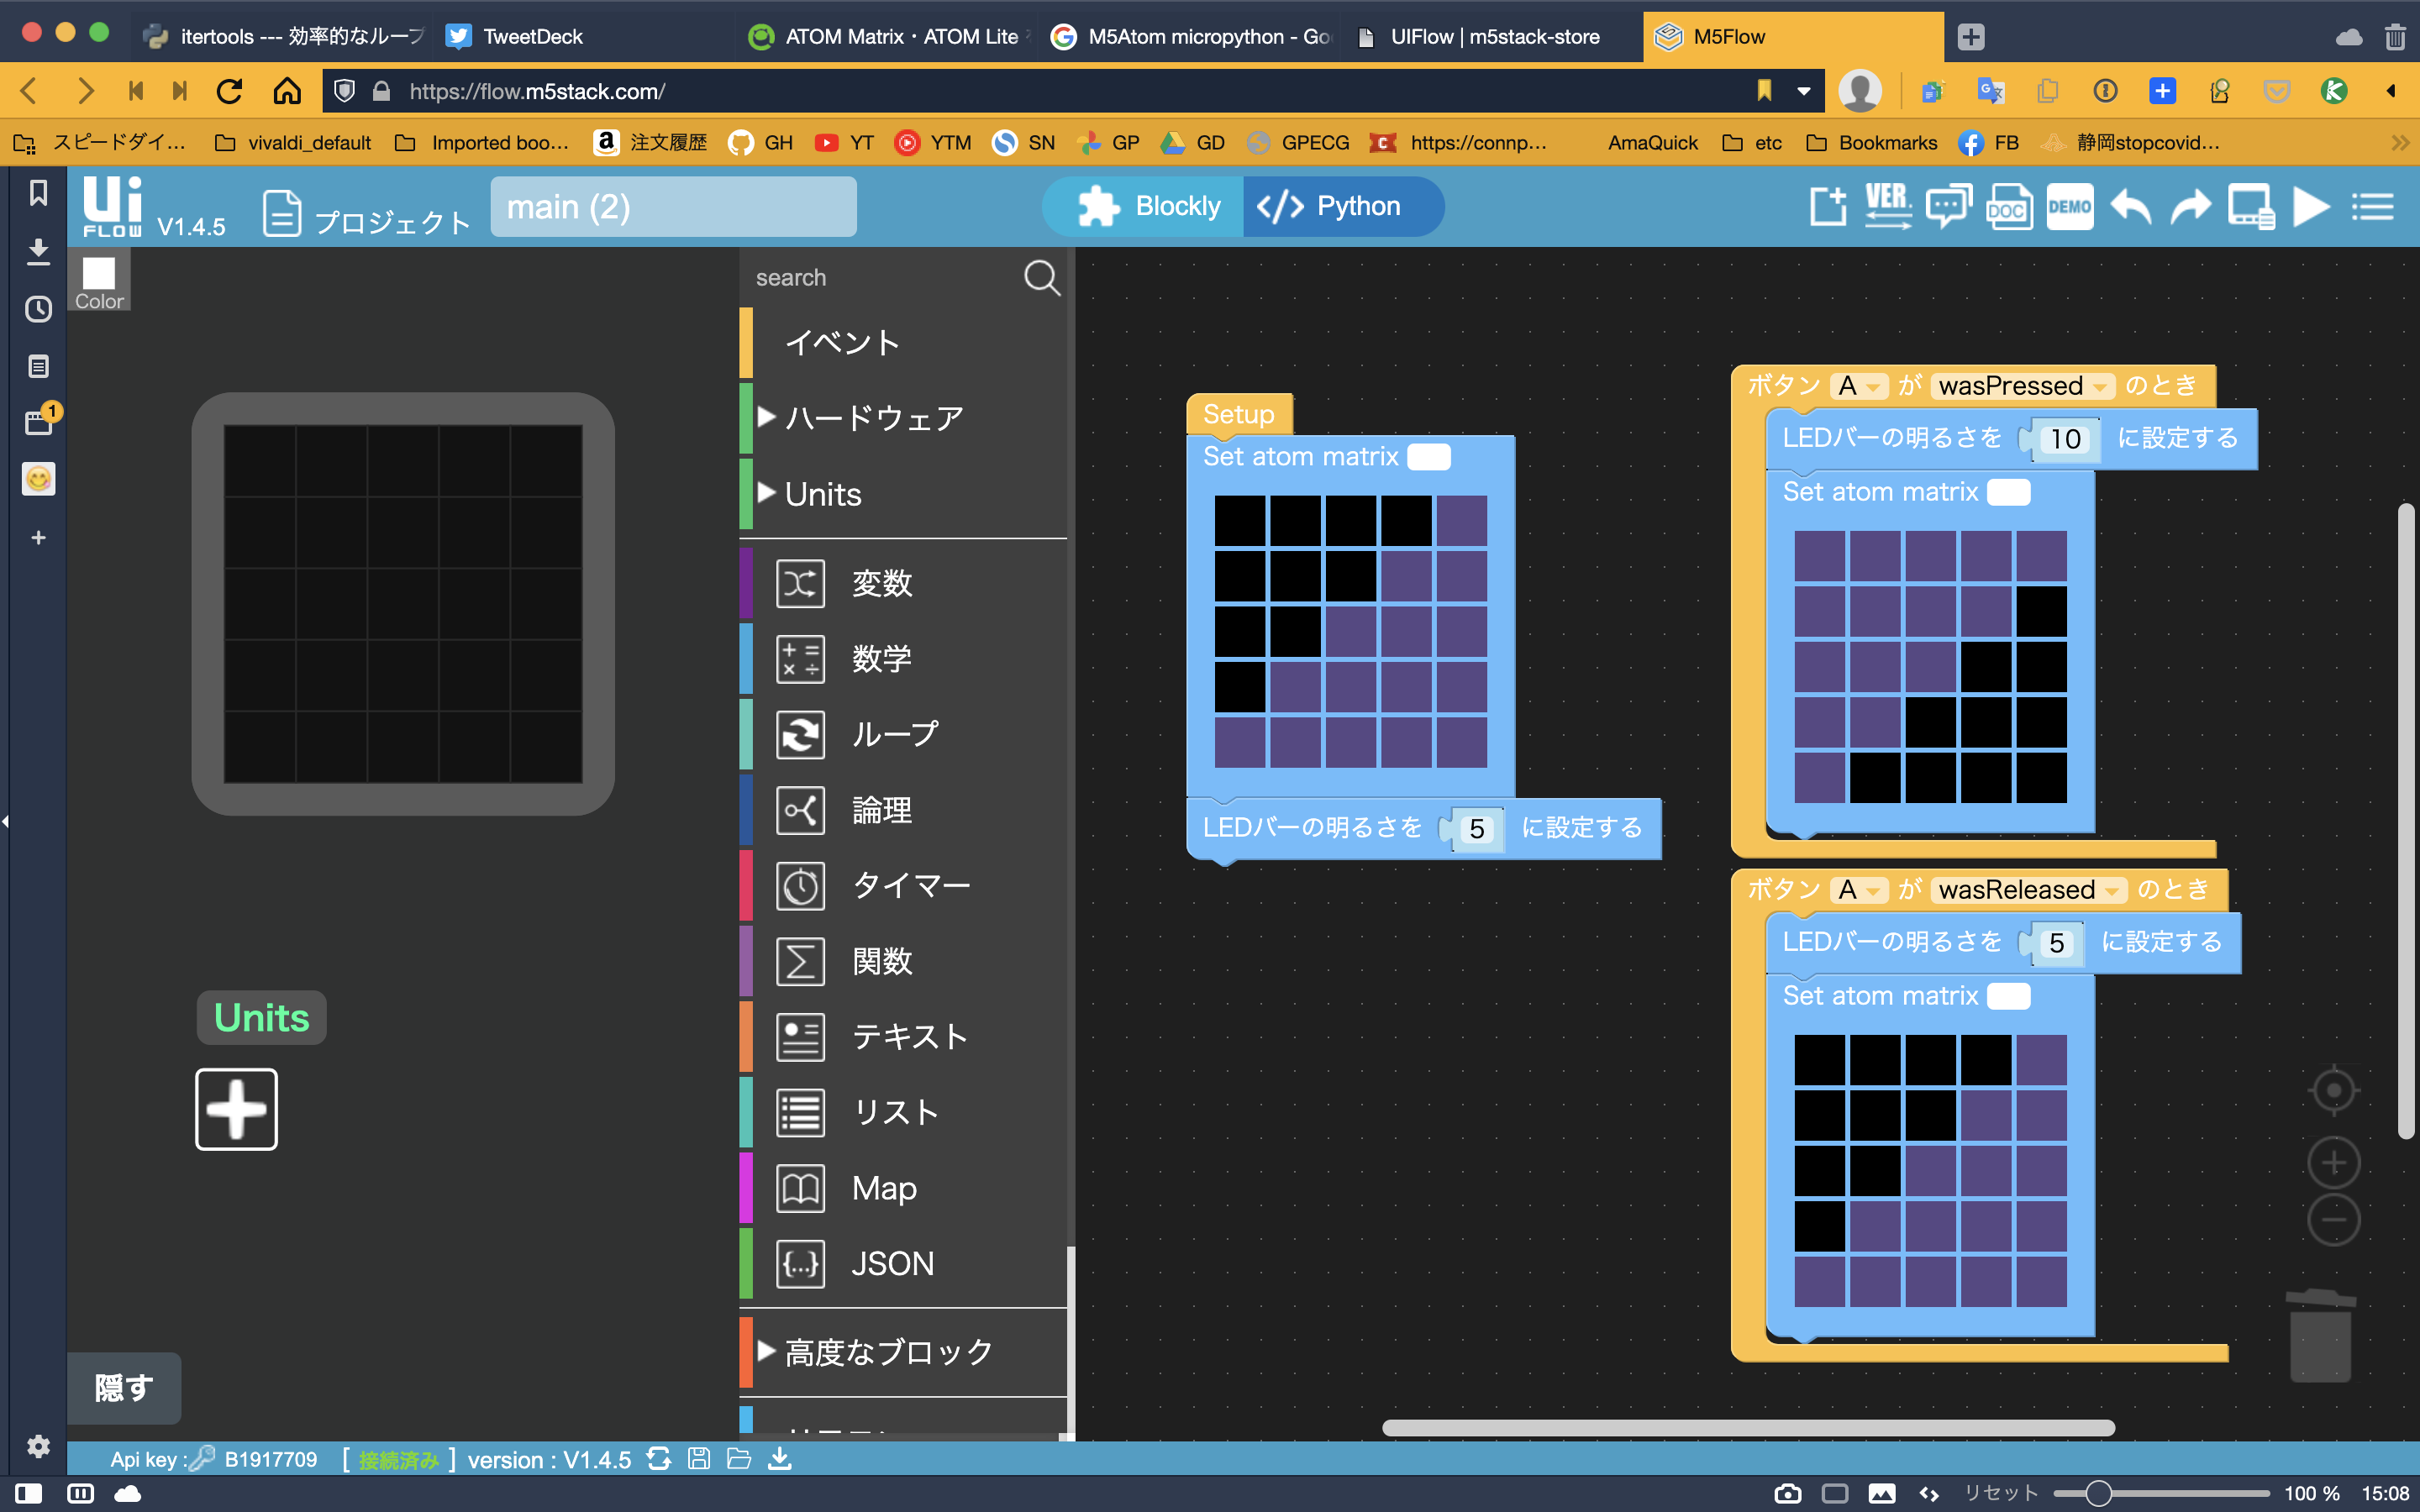 itertools --- 効率的なループ
TweetDeck
ATOM Matrix・ATOM Lite
M5Atom micropython - Go
UIFlow | m5stack-store
M5Flow
https://flow.m5stack.com/
スピードダイ…
vivaldi_default
Imported boo…
注文履歴
GH
YT
YTM
SN
GP
GD
GPECG
https://connp…
AmaQuick
etc
Bookmarks
FB
静岡stopcovid…
Ui
FLOW
V1.4.5
プロジェクト
main (2)
Blockly
</> Python
VER.
DOC
DEMO
Color
1
search
イベント
ハードウェア
Units
変数
数学
ループ
論理
タイマー
関数
テキスト
リスト
Map
JSON
高度なブロック
Units
隠す
Setup
Set atom matrix
LEDバーの明るさを 5 に設定する
ボタン A が wasPressed のとき
LEDバーの明るさを 10 に設定する
Set atom matrix
ボタン A が wasReleased のとき
LEDバーの明るさを 5 に設定する
Set atom matrix
Api key : B1917709 [ 接続済み ] version : V1.4.5
リセット
100 %
15:08